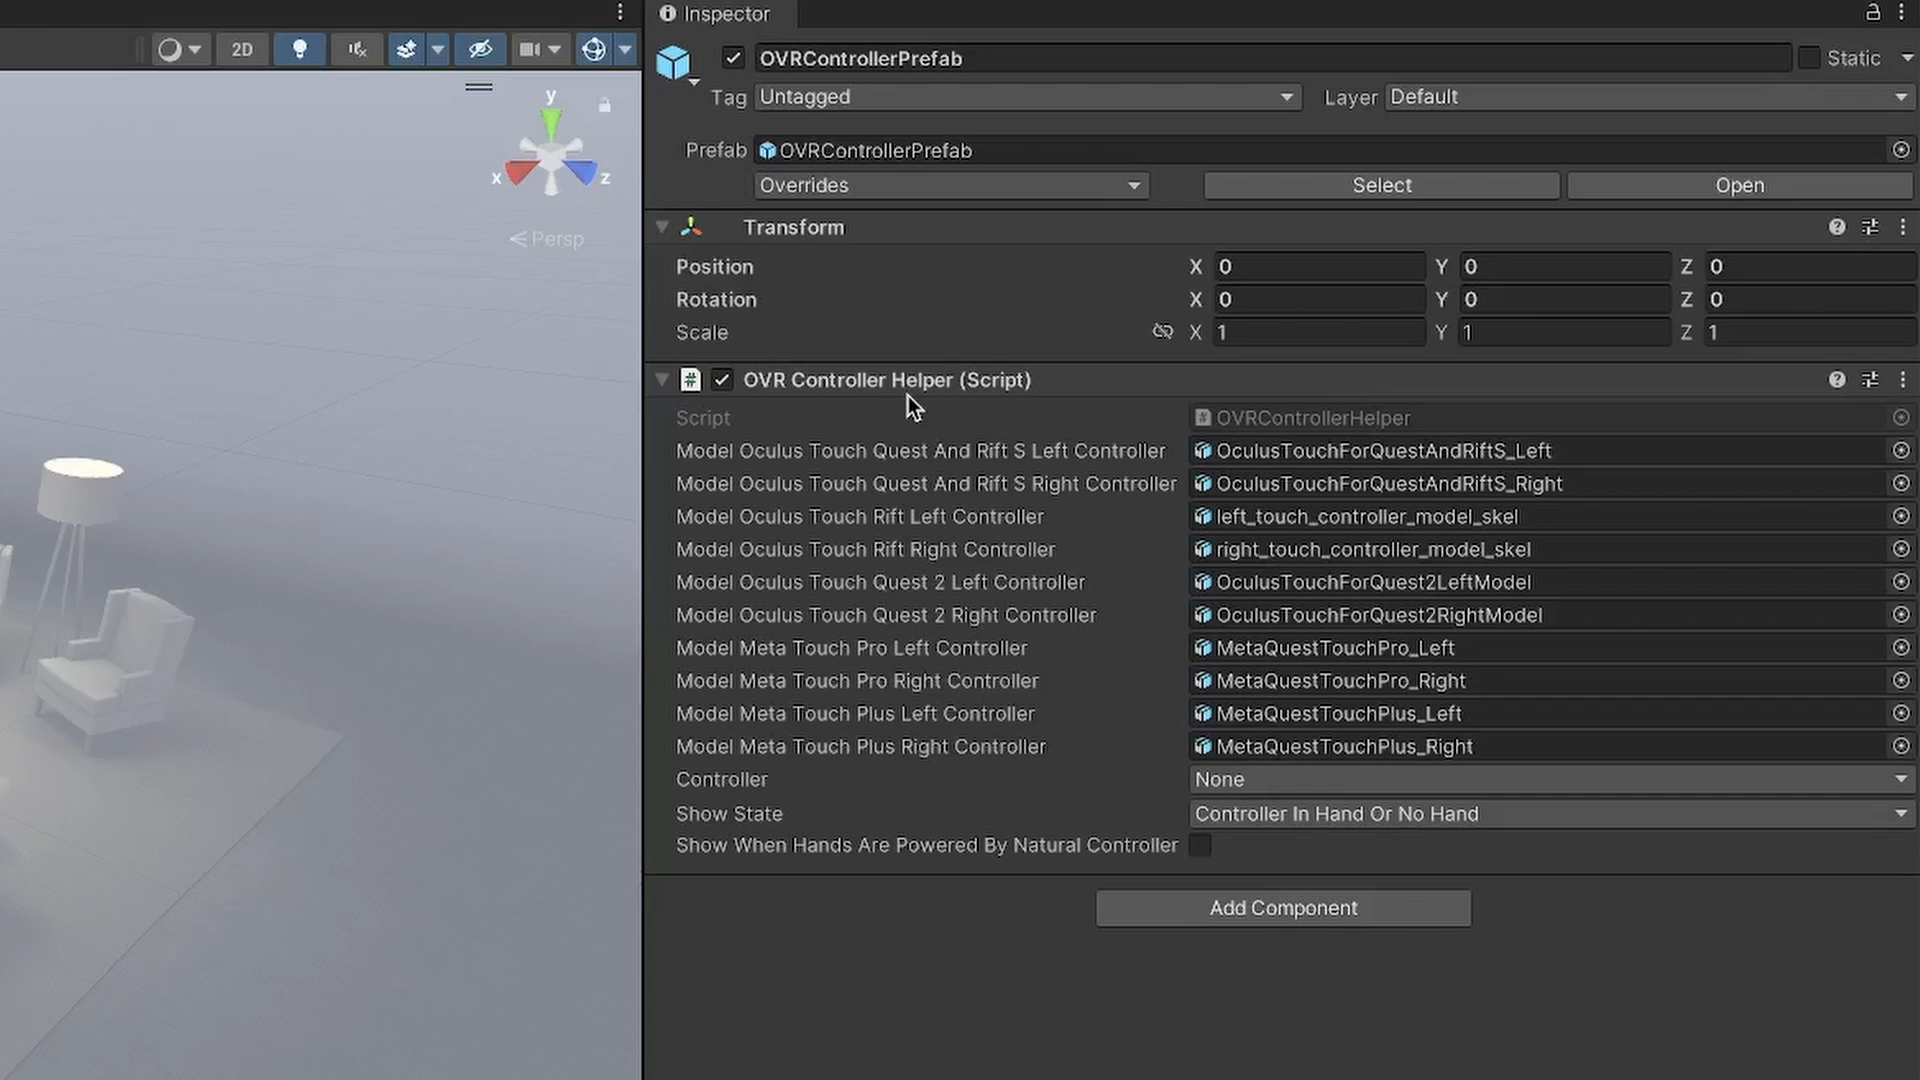 Inspector
2D
OVRControllerPrefab
Static
Tag Untagged Layer Default
Prefab OVRControllerPrefab
Overrides Select Open
y
x z
Persp
Transform
Position X 0 Y 0 Z 0
Rotation X 0 Y 0 Z 0
Scale X 1 Y 1 Z 1
# OVR Controller Helper (Script)
Script # OVRControllerHelper
Model Oculus Touch Quest And Rift S Left Controller OculusTouchForQuestAndRiftS_Left
Model Oculus Touch Quest And Rift S Right Controller OculusTouchForQuestAndRiftS_Right
Model Oculus Touch Rift Left Controller left_touch_controller_model_skel
Model Oculus Touch Rift Right Controller right_touch_controller_model_skel
Model Oculus Touch Quest 2 Left Controller OculusTouchForQuest2LeftModel
Model Oculus Touch Quest 2 Right Controller OculusTouchForQuest2RightModel
Model Meta Touch Pro Left Controller MetaQuestTouchPro_Left
Model Meta Touch Pro Right Controller MetaQuestTouchPro_Right
Model Meta Touch Plus Left Controller MetaQuestTouchPlus_Left
Model Meta Touch Plus Right Controller MetaQuestTouchPlus_Right
Controller None
Show State Controller In Hand Or No Hand
Show When Hands Are Powered By Natural Controller
Add Component